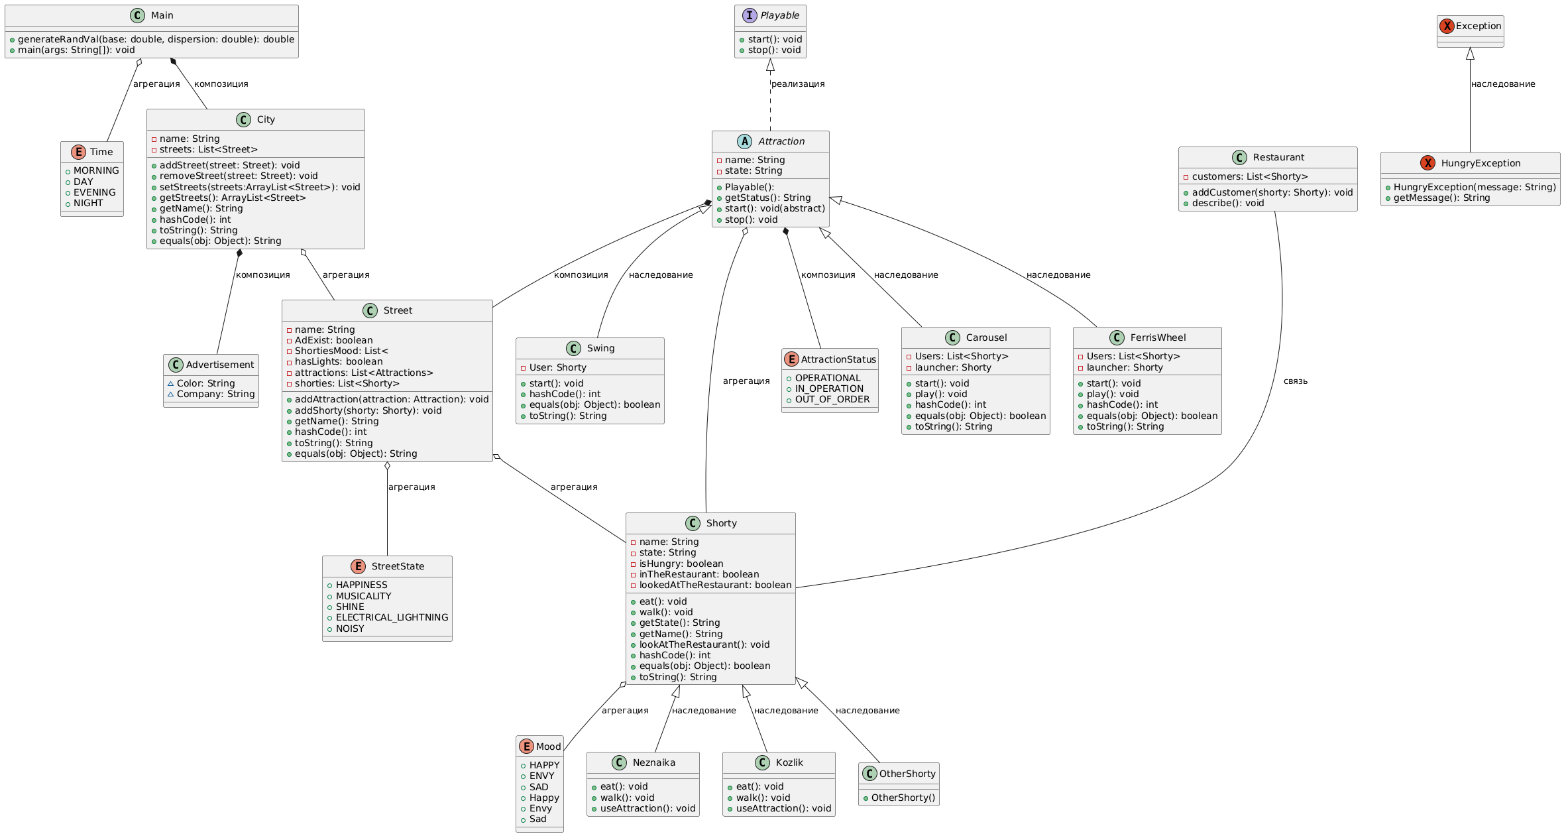 C Main
generateRandVal(base: double, dispersion: double): double
main(args: String[]): void
I Playable
start(): void
stop(): void
X Exception
агрегация
композиция
реализация
наследование
E Time
MORNING
DAY
EVENING
NIGHT
C City
name: String
streets: List<Street>
addStreet(street: Street): void
removeStreet(street: Street): void
setStreets(streets:ArrayList<Street>): void
getStreets(): ArrayList<Street>
getName(): String
hashCode(): int
toString(): String
equals(obj: Object): String
A Attraction
name: String
state: String
Playable():
getStatus(): String
start(): void(abstract)
stop(): void
C Restaurant
customers: List<Shorty>
addCustomer(shorty: Shorty): void
describe(): void
X HungryException
HungryException(message: String)
getMessage(): String
композиция
агрегация
композиция
наследование
композиция
наследование
наследование
C Advertisement
Color: String
Company: String
C Street
name: String
AdExist: boolean
ShortiesMood: List<
hasLights: boolean
attractions: List<Attractions>
shorties: List<Shorty>
addAttraction(attraction: Attraction): void
addShorty(shorty: Shorty): void
getName(): String
hashCode(): int
toString(): String
equals(obj: Object): String
C Swing
User: Shorty
start(): void
hashCode(): int
equals(obj: Object): boolean
toString(): String
агрегация
E AttractionStatus
OPERATIONAL
IN_OPERATION
OUT_OF_ORDER
C Carousel
Users: List<Shorty>
launcher: Shorty
start(): void
play(): void
hashCode(): int
equals(obj: Object): boolean
toString(): String
C FerrisWheel
Users: List<Shorty>
launcher: Shorty
start(): void
play(): void
hashCode(): int
equals(obj: Object): boolean
toString(): String
связь
агрегация
агрегация
E StreetState
HAPPINESS
MUSICALITY
SHINE
ELECTRICAL_LIGHTNING
NOISY
C Shorty
name: String
state: String
isHungry: boolean
inTheRestaurant: boolean
lookedAtTheRestaurant: boolean
eat(): void
walk(): void
getState(): String
getName(): String
lookAtTheRestaurant(): void
hashCode(): int
equals(obj: Object): boolean
toString(): String
агрегация
наследование
наследование
наследование
E Mood
HAPPY
ENVY
SAD
Happy
Envy
Sad
C Neznaika
eat(): void
walk(): void
useAttraction(): void
C Kozlik
eat(): void
walk(): void
useAttraction(): void
C OtherShorty
OtherShorty()